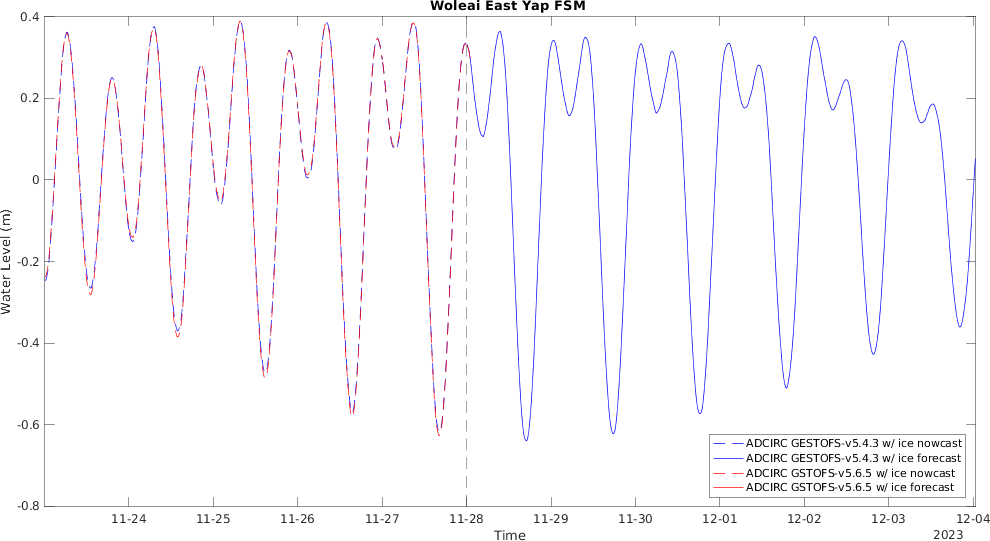 Woleai East Yap FSM
0.4
0.2
0
-0.2
-0.4
-0.6
-0.8
Water Level (m)
ADCIRC GESTOFS-v5.4.3 w/ ice nowcast
ADCIRC GESTOFS-v5.4.3 w/ ice forecast
ADCIRC GSTOFS-v5.6.5 w/ ice nowcast
ADCIRC GSTOFS-v5.6.5 w/ ice forecast
11-24 11-25 11-26 11-27 11-28 11-29 11-30 12-01 12-02 12-03 12-04
Time
2023